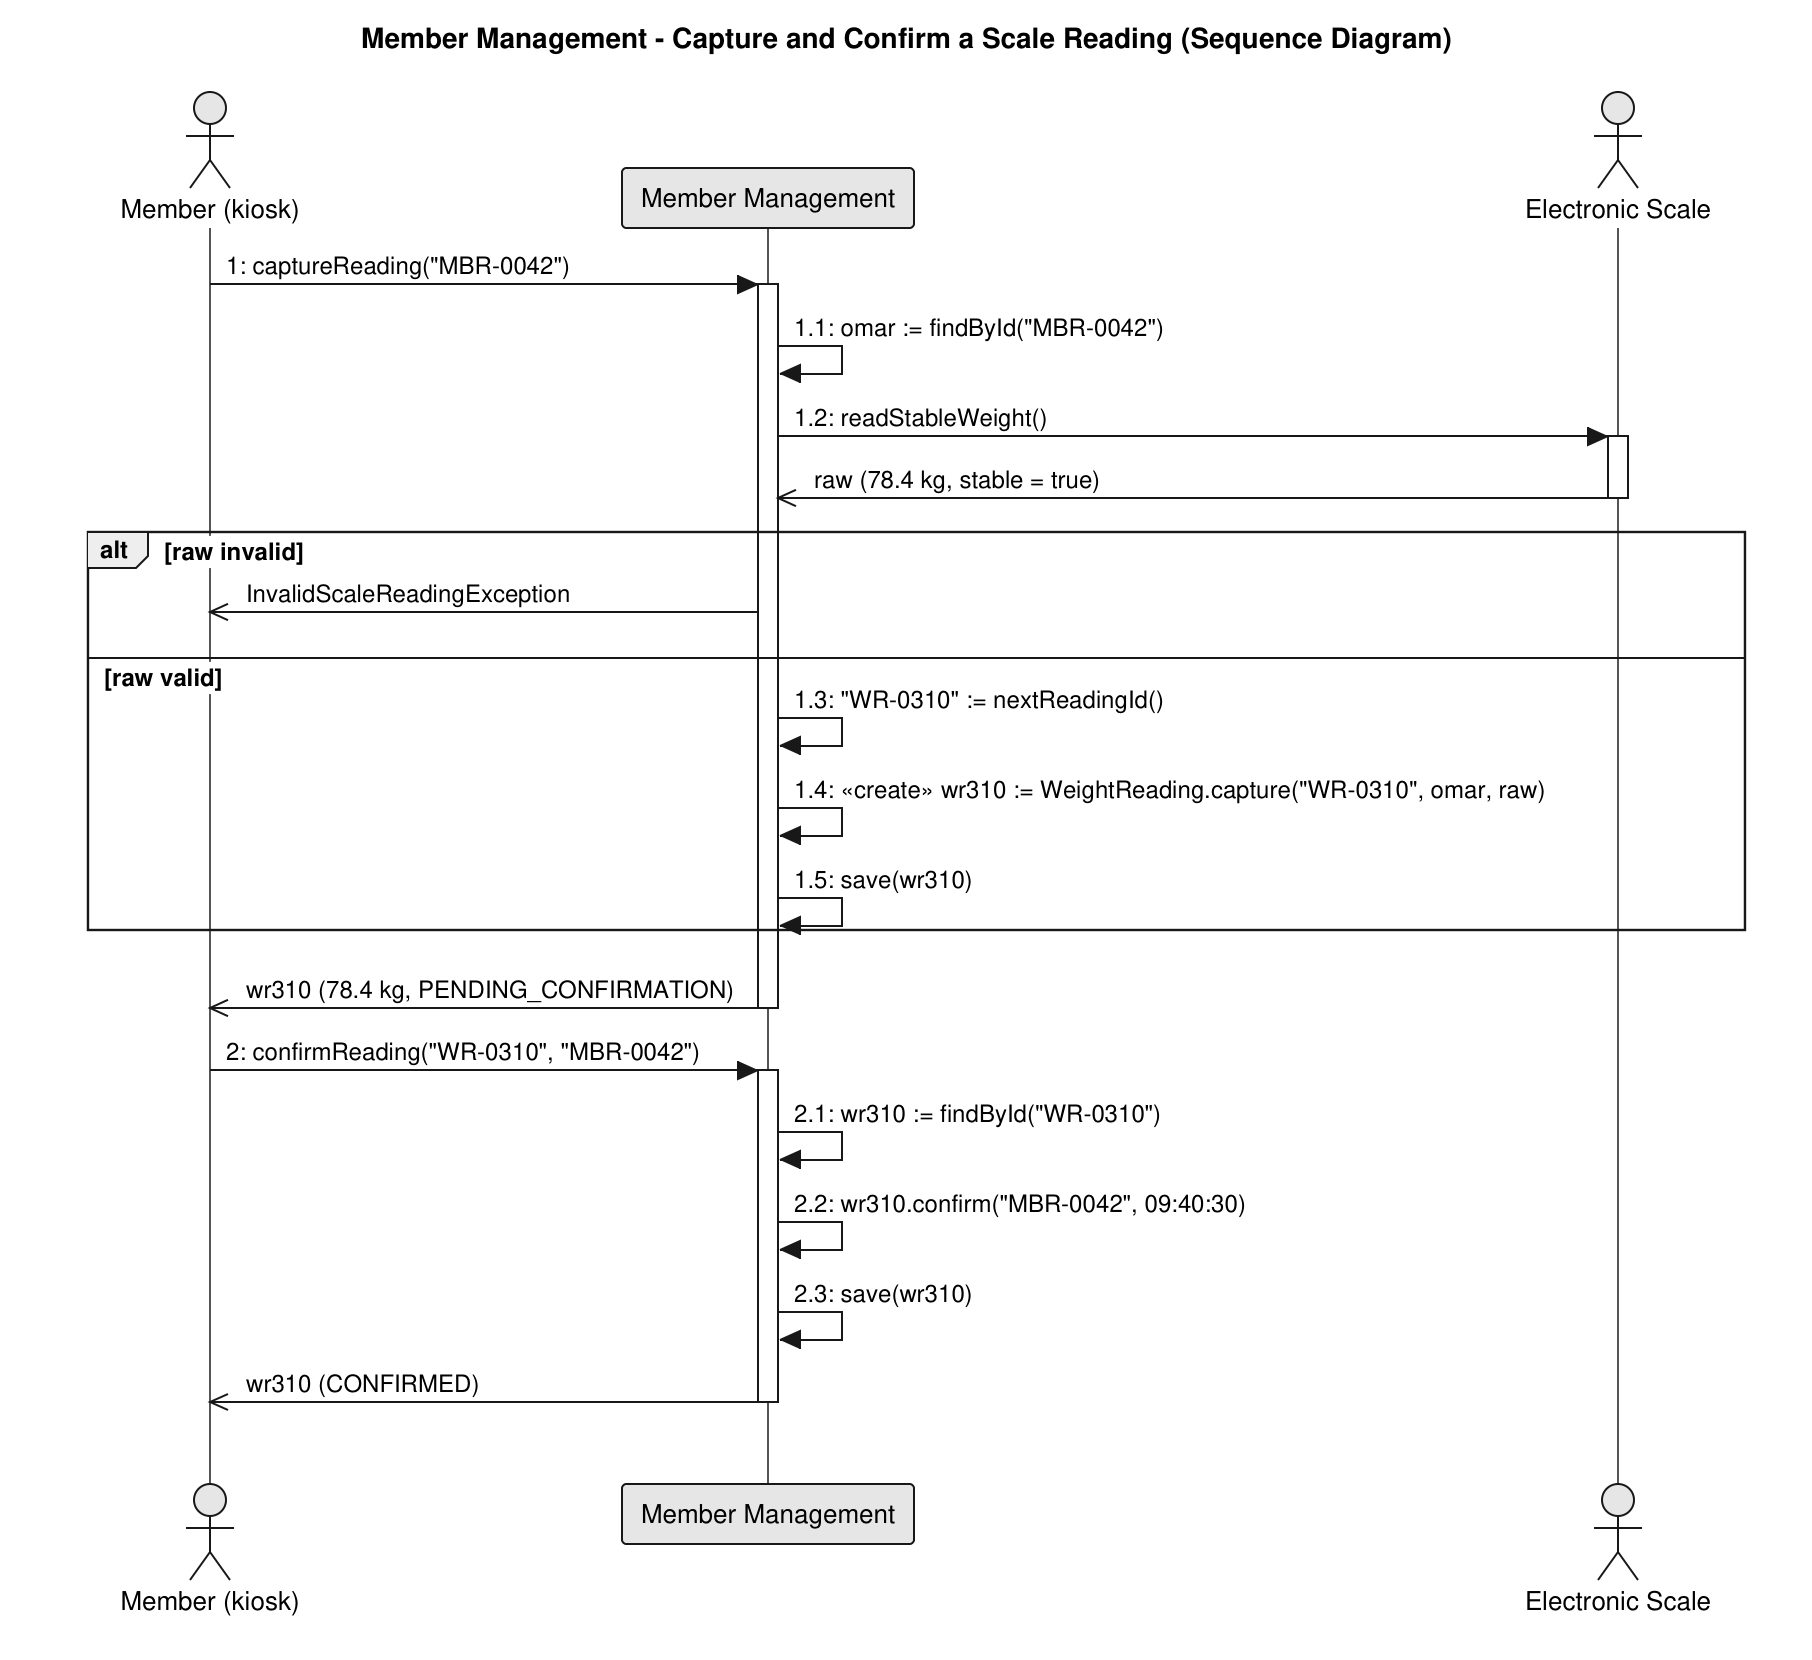 Member Management - Capture and Confirm a Scale Reading (Sequence Diagram)
Member (kiosk)
Member Management
Electronic Scale
1: captureReading("MBR-0042")
1.1: omar := findById("MBR-0042")
1.2: readStableWeight()
raw (78.4 kg, stable = true)
alt [raw invalid]
InvalidScaleReadingException
[raw valid]
1.3: "WR-0310" := nextReadingId()
1.4: «create» wr310 := WeightReading.capture("WR-0310", omar, raw)
1.5: save(wr310)
wr310 (78.4 kg, PENDING_CONFIRMATION)
2: confirmReading("WR-0310", "MBR-0042")
2.1: wr310 := findById("WR-0310")
2.2: wr310.confirm("MBR-0042", 09:40:30)
2.3: save(wr310)
wr310 (CONFIRMED)
Member Management
Member (kiosk)
Electronic Scale